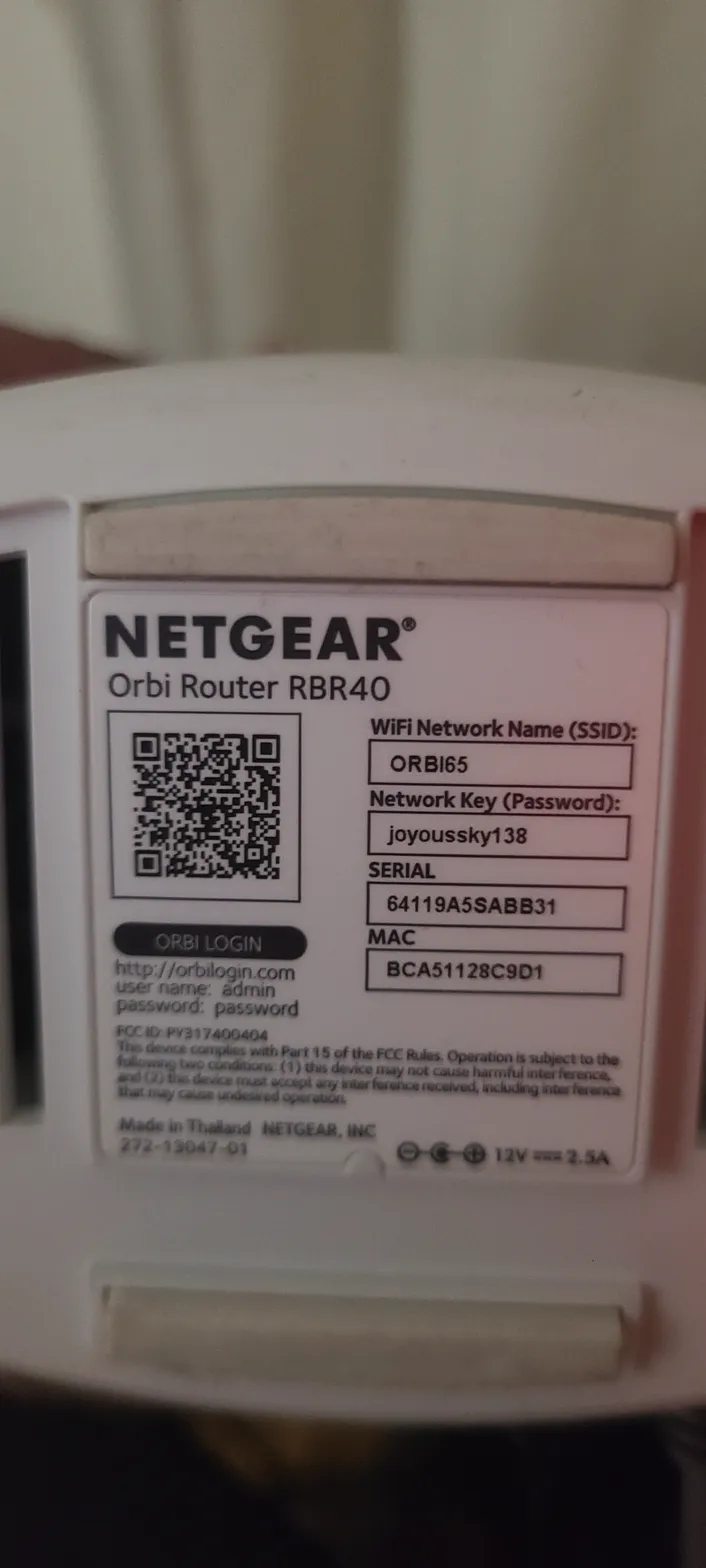 NETGEAR®
Orbi Router RBR40
WiFi Network Name (SSID):
ORBI65
Network Key (Password):
joyoussky138
SERIAL
64119A5SABB31
MAC
BCA51128C9D1
ORBI LOGIN
http://orbilogin.com
user name: admin
password: password
FCC ID: PY317400404
This device complies with Part 15 of the FCC Rules. Operation is subject to the
following two conditions: (1) this device may not cause harmful interference,
and (2) this device must accept any interference received, including interference
that may cause undesired operation.
Made in Thailand NETGEAR, INC
272-13047-01
12V 2.5A